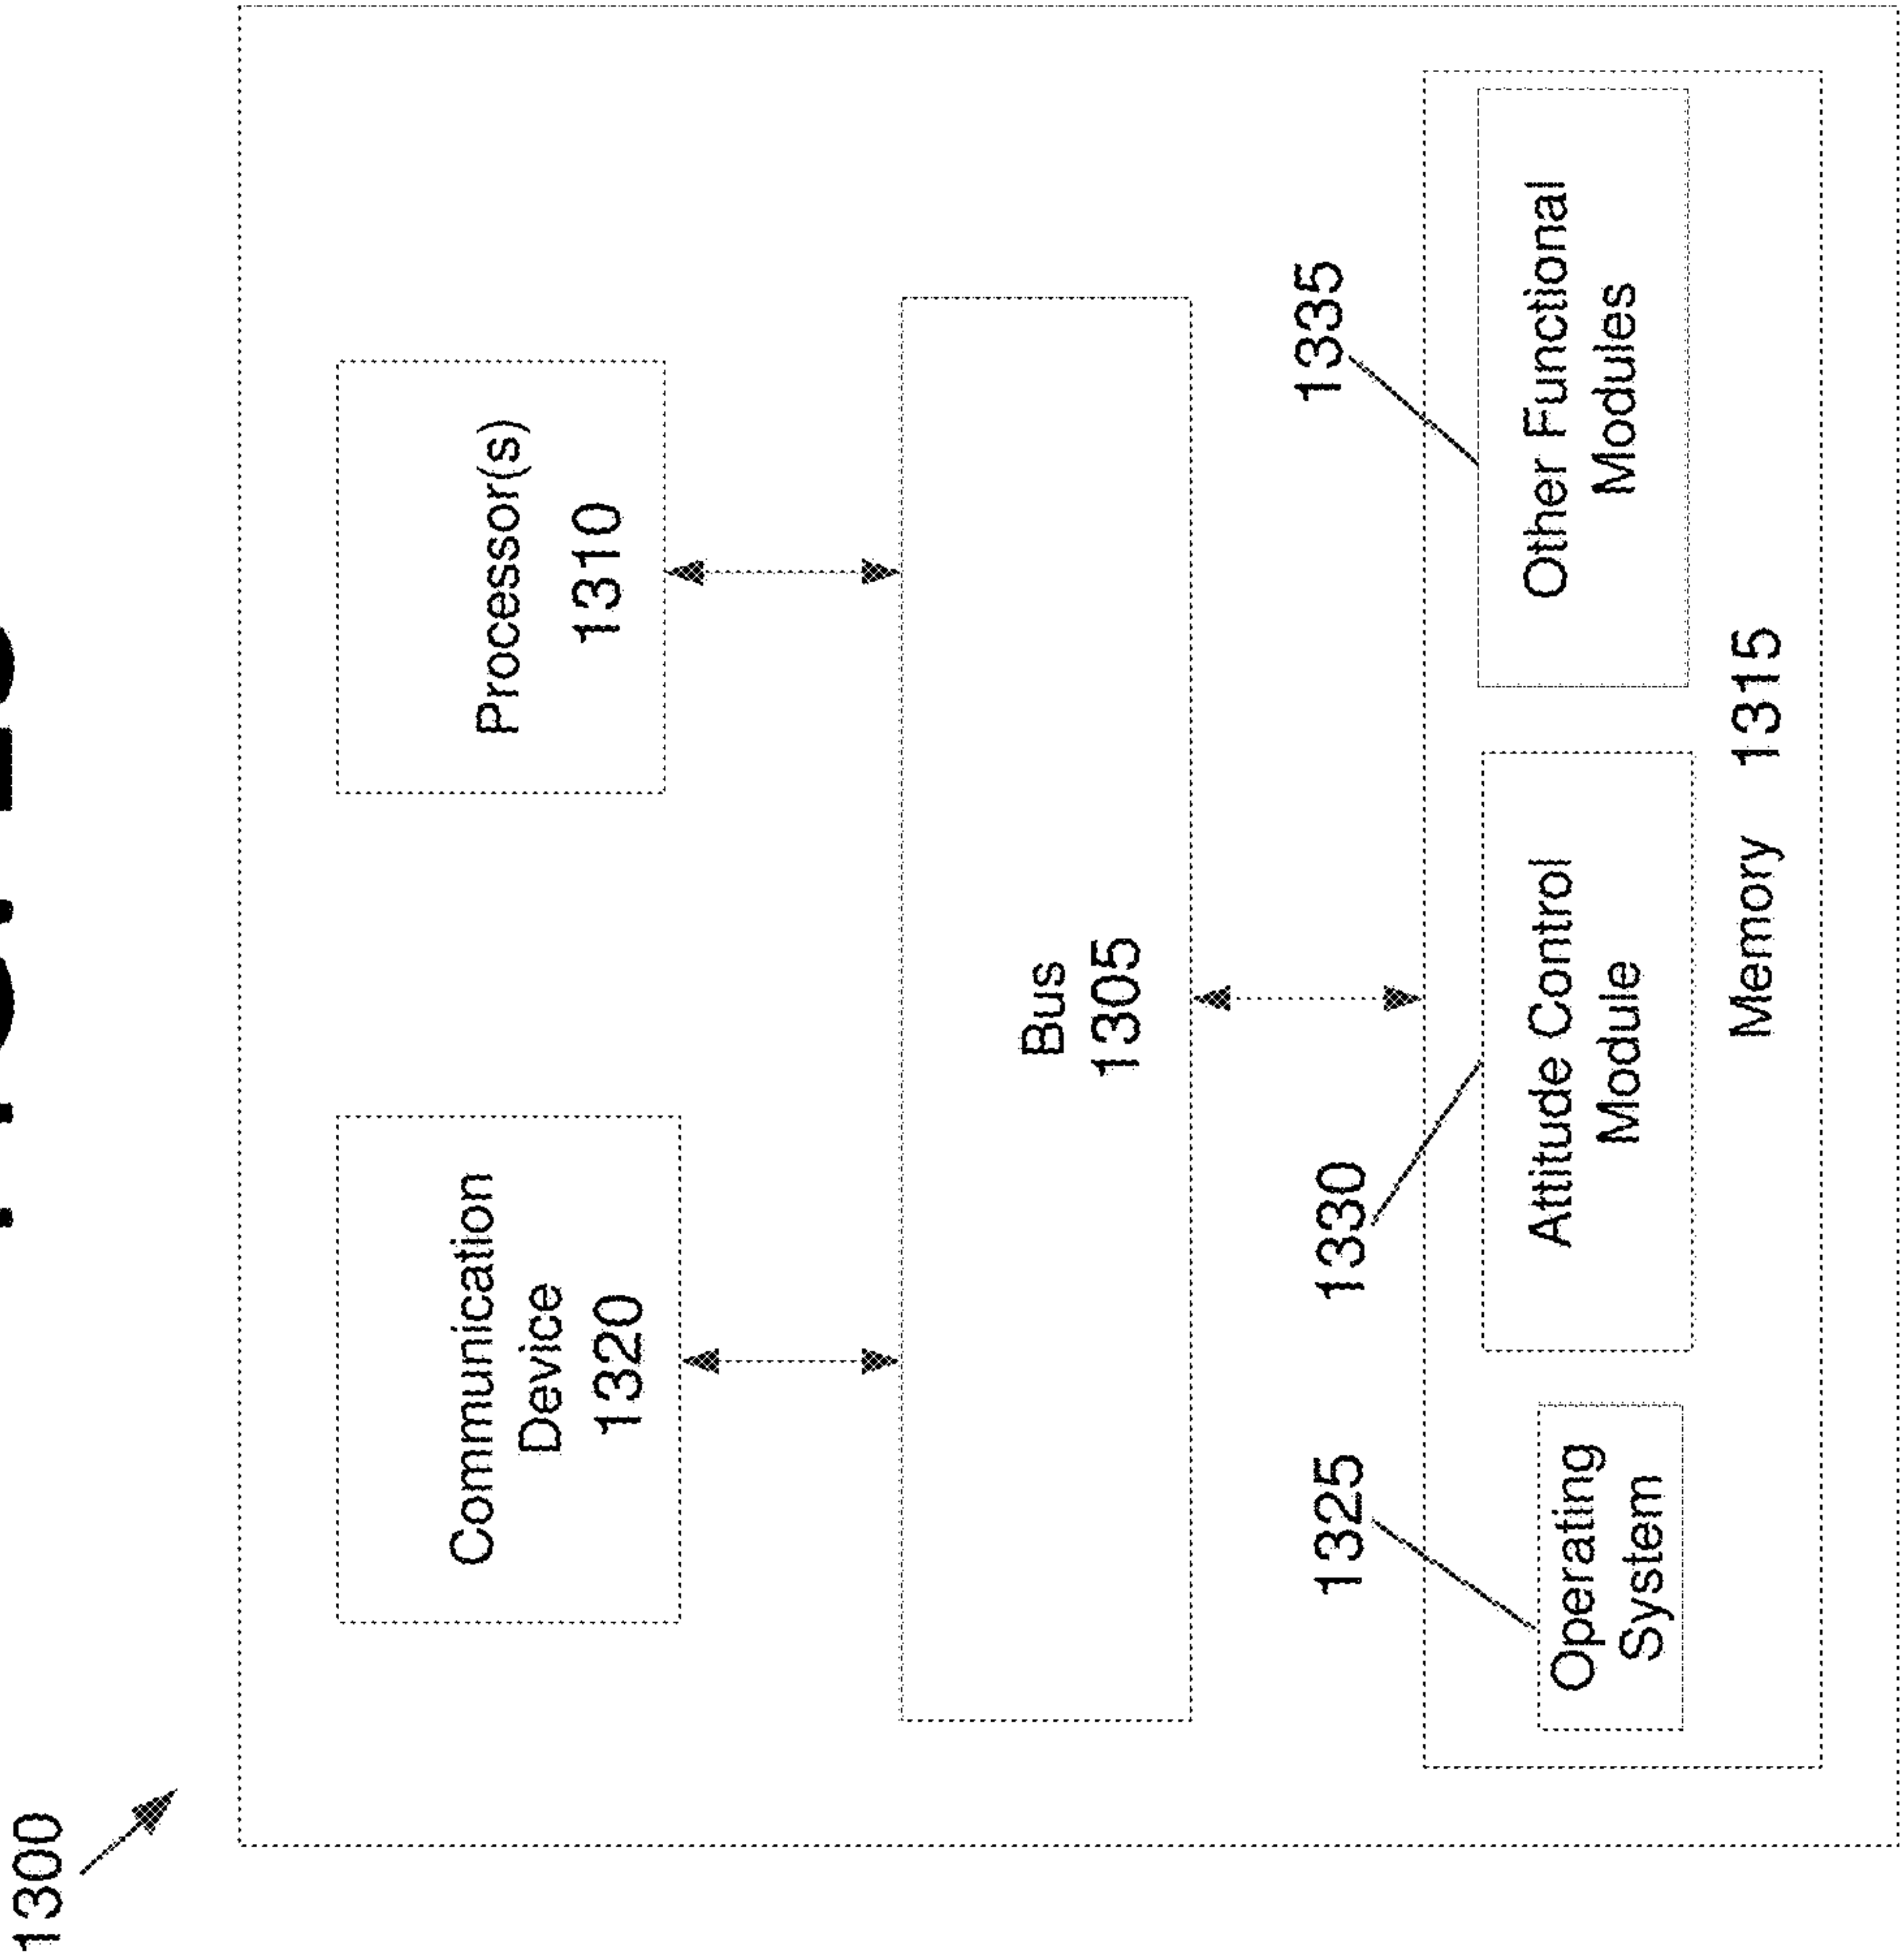 1300
Communication
Device
1320
Processor(s)
1310
Bus
1305
1325
1330
1335
Operating
System
Attitude Control
Module
Other Functional
Modules
Memory 1315